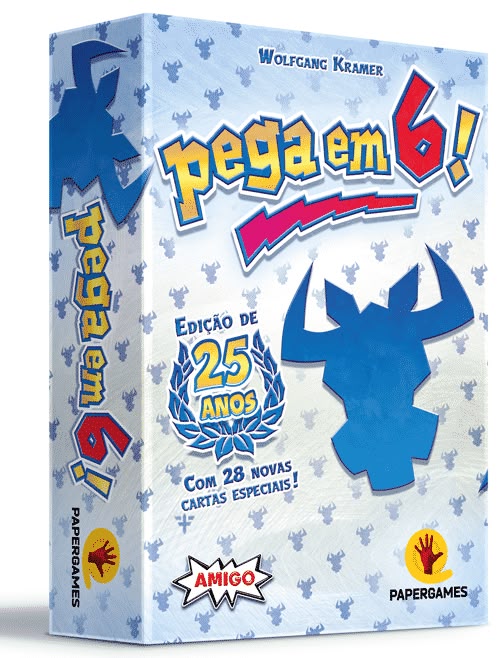 WOLFGANG KRAMER
pega em 6!
EDIÇÃO DE
25
ANOS
COM 28 NOVAS
CARTAS ESPECIAIS!
AMIGO
PAPERGAMES
pega em 6!
PAPERGAMES